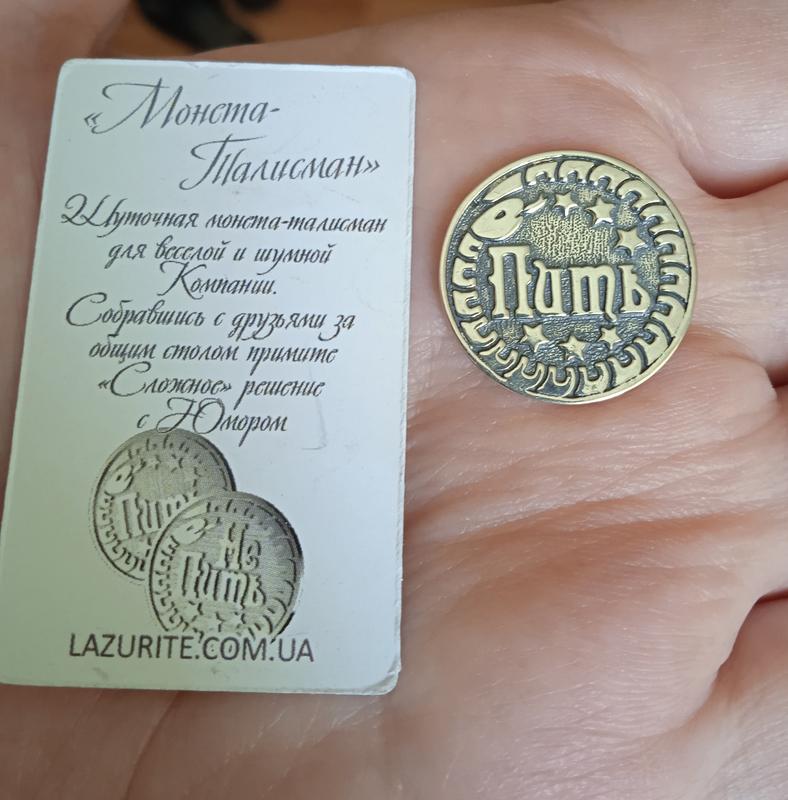 «Монета-
Талисман»
Шуточная монета-талисман
для веселой и шумной
Компании.
Собравшись с друзьями за
общим столом примите
«Сложное» решение
с Юмором
Пить
Не
Пить
LAZURITE.COM.UA
Пить